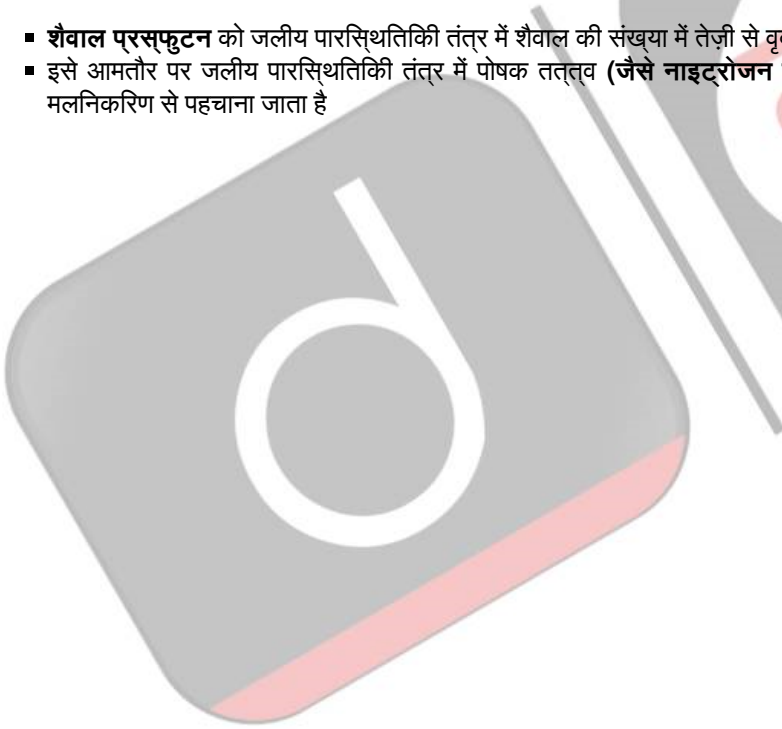 ▪ शैवाल प्रस्फुटन को जलीय पारिस्थितिकी तंत्र में शैवाल की संख्या में तेज़ी से
▪ इसे आमतौर पर जलीय पारिस्थितिकी तंत्र में पोषक तत्त्व (जैसे नाइट्रोजन
मलनिकिरण से पहचाना जाता है
d